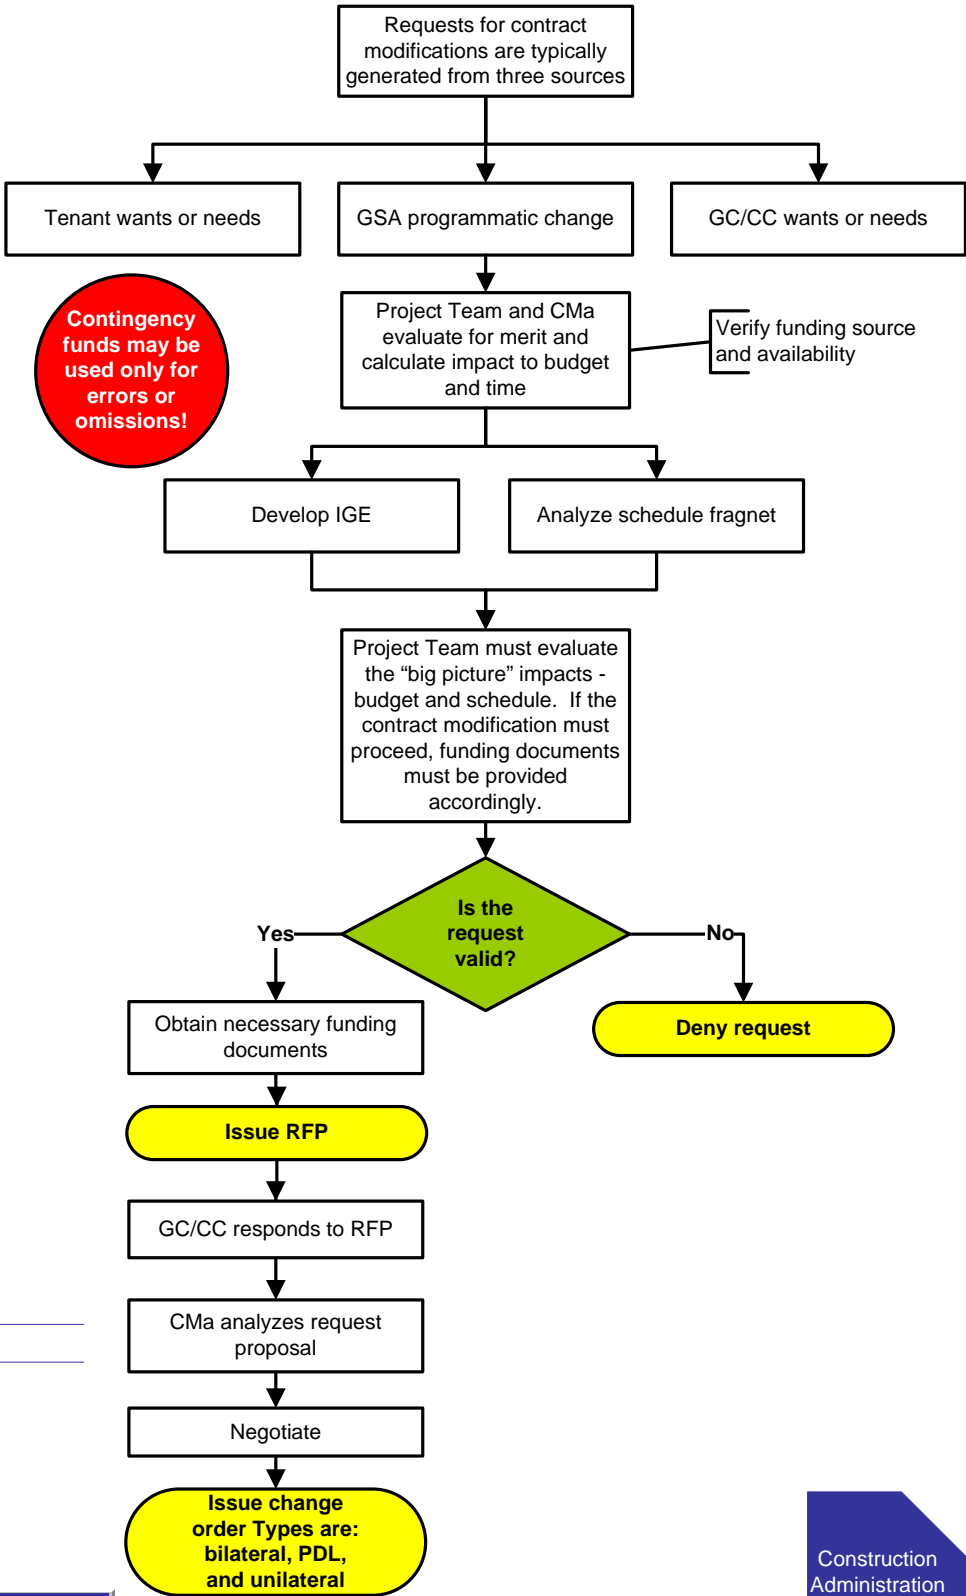 Requests for contract
modifications are typically
generated from three sources
Tenant wants or needs
GSA programmatic change
GC/CC wants or needs
Contingency
funds may be
used only for
errors or
omissions!
Project Team and CMa
evaluate for merit and
calculate impact to budget
and time
Verify funding source
and availability
Develop IGE
Analyze schedule fragnet
Project Team must evaluate
the “big picture” impacts -
budget and schedule.  If the
contract modification must
proceed, funding documents
must be provided
accordingly.
Is the
request
valid?
Yes
No
Obtain necessary funding
documents
Deny request
Issue RFP
GC/CC responds to RFP
CMa analyzes request
proposal
Negotiate
Issue change
order Types are:
bilateral, PDL,
and unilateral
Construction
Administration